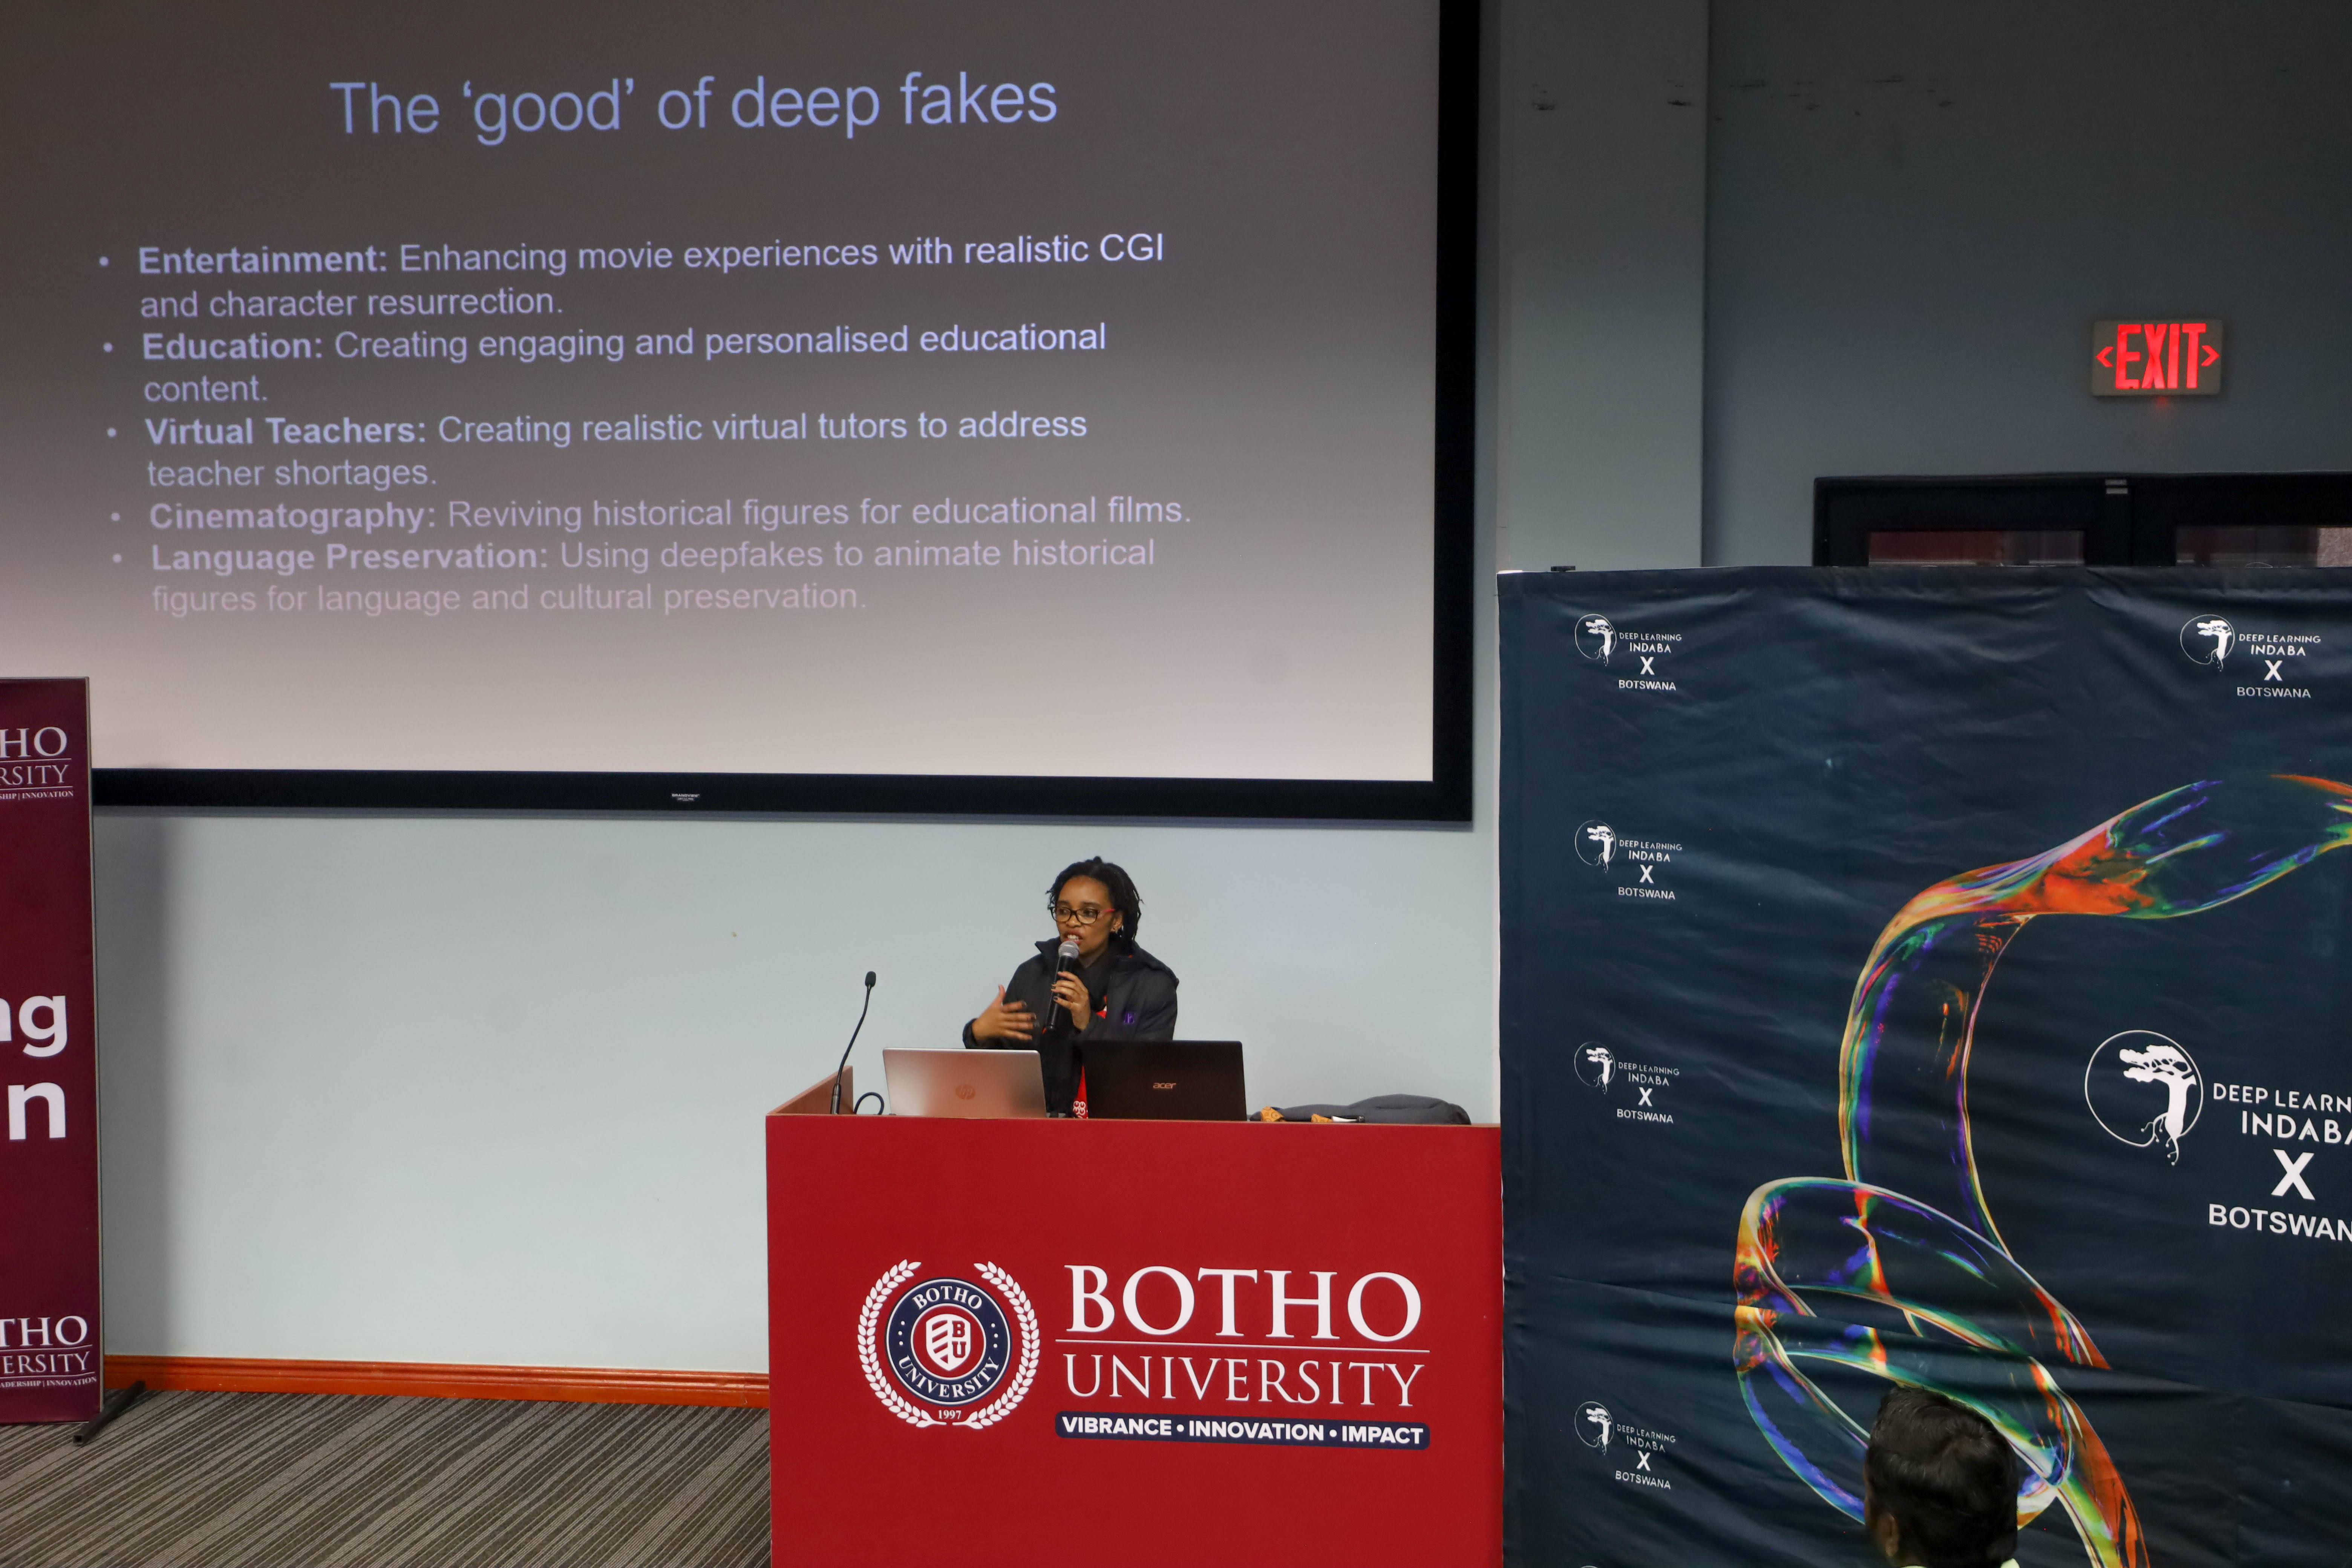 The ‘good’ of deep fakes
• Entertainment: Enhancing movie experiences with realistic CGI
and character resurrection.
• Education: Creating engaging and personalised educational
content.
• Virtual Teachers: Creating realistic virtual tutors to address
teacher shortages.
• Cinematography: Reviving historical figures for educational films.
• Language Preservation: Using deepfakes to animate historical
figures for language and cultural preservation.
<EXIT>
HO
RSITY
SHIP | INNOVATION
ng
n
THO
ERSITY
ADERSHIP | INNOVATION
acer
hp
BOTHO
UNIVERSITY
BU
1997
BOTHO
UNIVERSITY
VIBRANCE • INNOVATION • IMPACT
DEEP LEARNING
INDABA
X
BOTSWANA
DEEP LEARNING
INDABA
X
BOTSWANA
DEEP LEARNING
INDABA
X
BOTSWANA
DEEP LEARNING
INDABA
X
BOTSWANA
DEEP LEARN
INDABA
X
BOTSWAN
DEEP LEARNING
INDABA
X
BOTSWANA